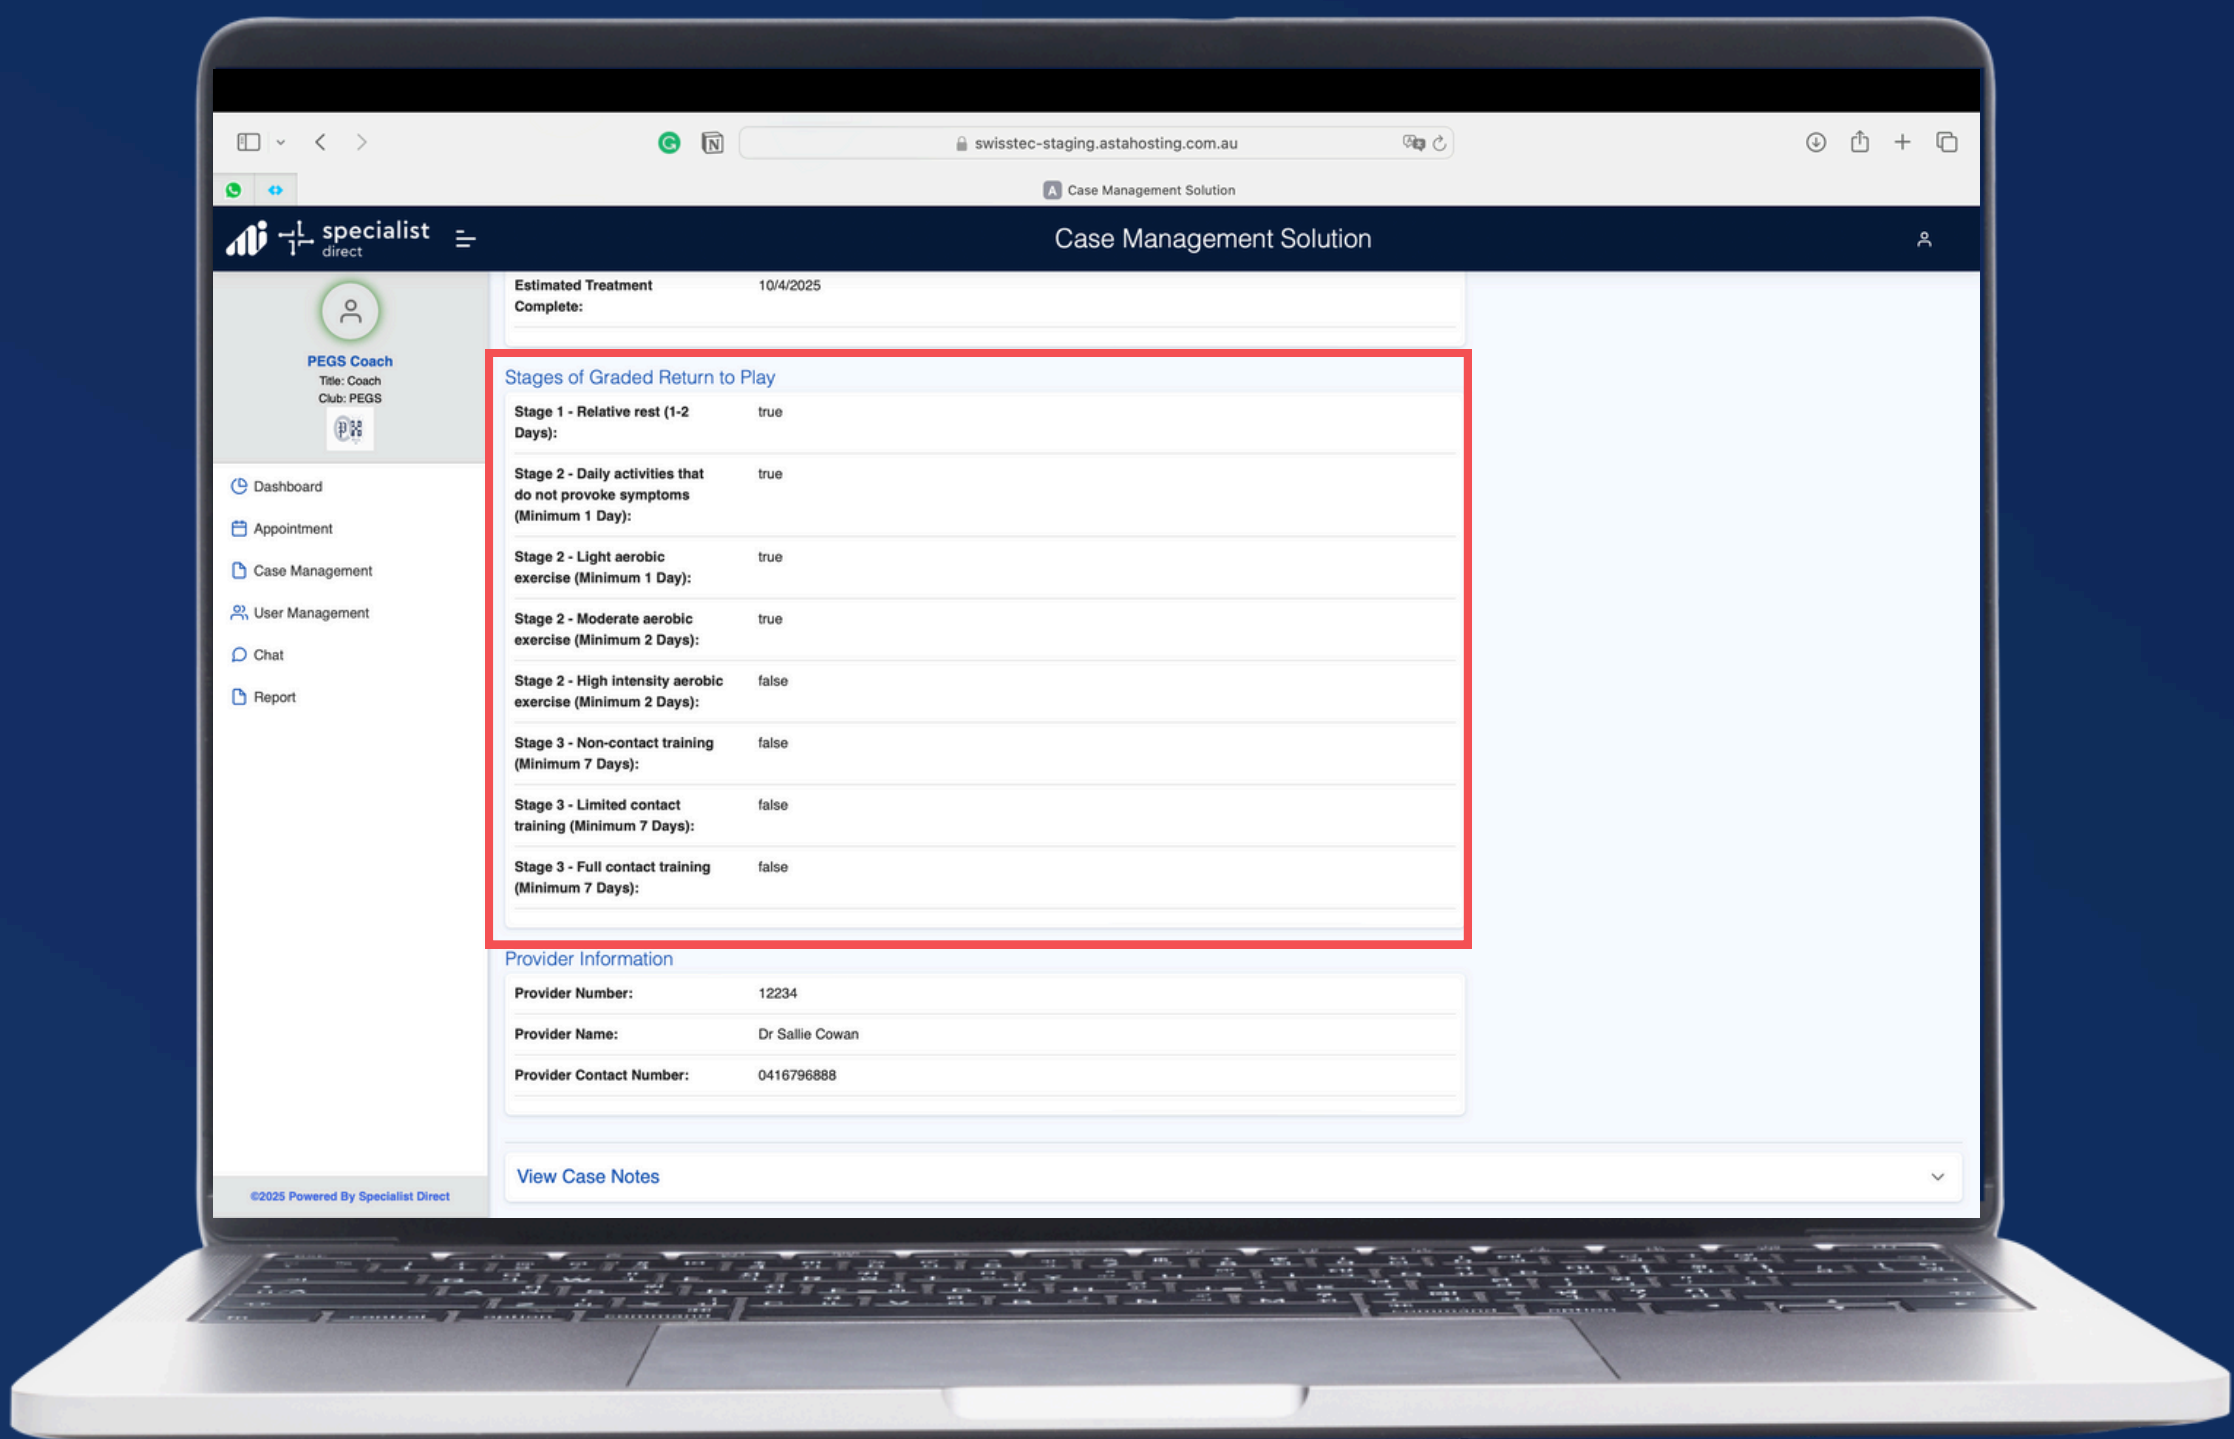 swisstec-staging.astahosting.com.au
A Case Management Solution
specialist
direct
Case Management Solution
PEGS Coach
Title: Coach
Club: PEGS
Dashboard
Appointment
Case Management
User Management
Chat
Report
©2025 Powered By Specialist Direct
Estimated Treatment 10/4/2025
Complete:
Stages of Graded Return to Play
Stage 1 - Relative rest (1-2 true
Days):
Stage 2 - Daily activities that true
do not provoke symptoms
(Minimum 1 Day):
Stage 2 - Light aerobic true
exercise (Minimum 1 Day):
Stage 2 - Moderate aerobic true
exercise (Minimum 2 Days):
Stage 2 - High intensity aerobic false
exercise (Minimum 2 Days):
Stage 3 - Non-contact training false
(Minimum 7 Days):
Stage 3 - Limited contact false
training (Minimum 7 Days):
Stage 3 - Full contact training false
(Minimum 7 Days):
Provider Information
Provider Number: 12234
Provider Name: Dr Sallie Cowan
Provider Contact Number: 0416796888
View Case Notes
control option command command option